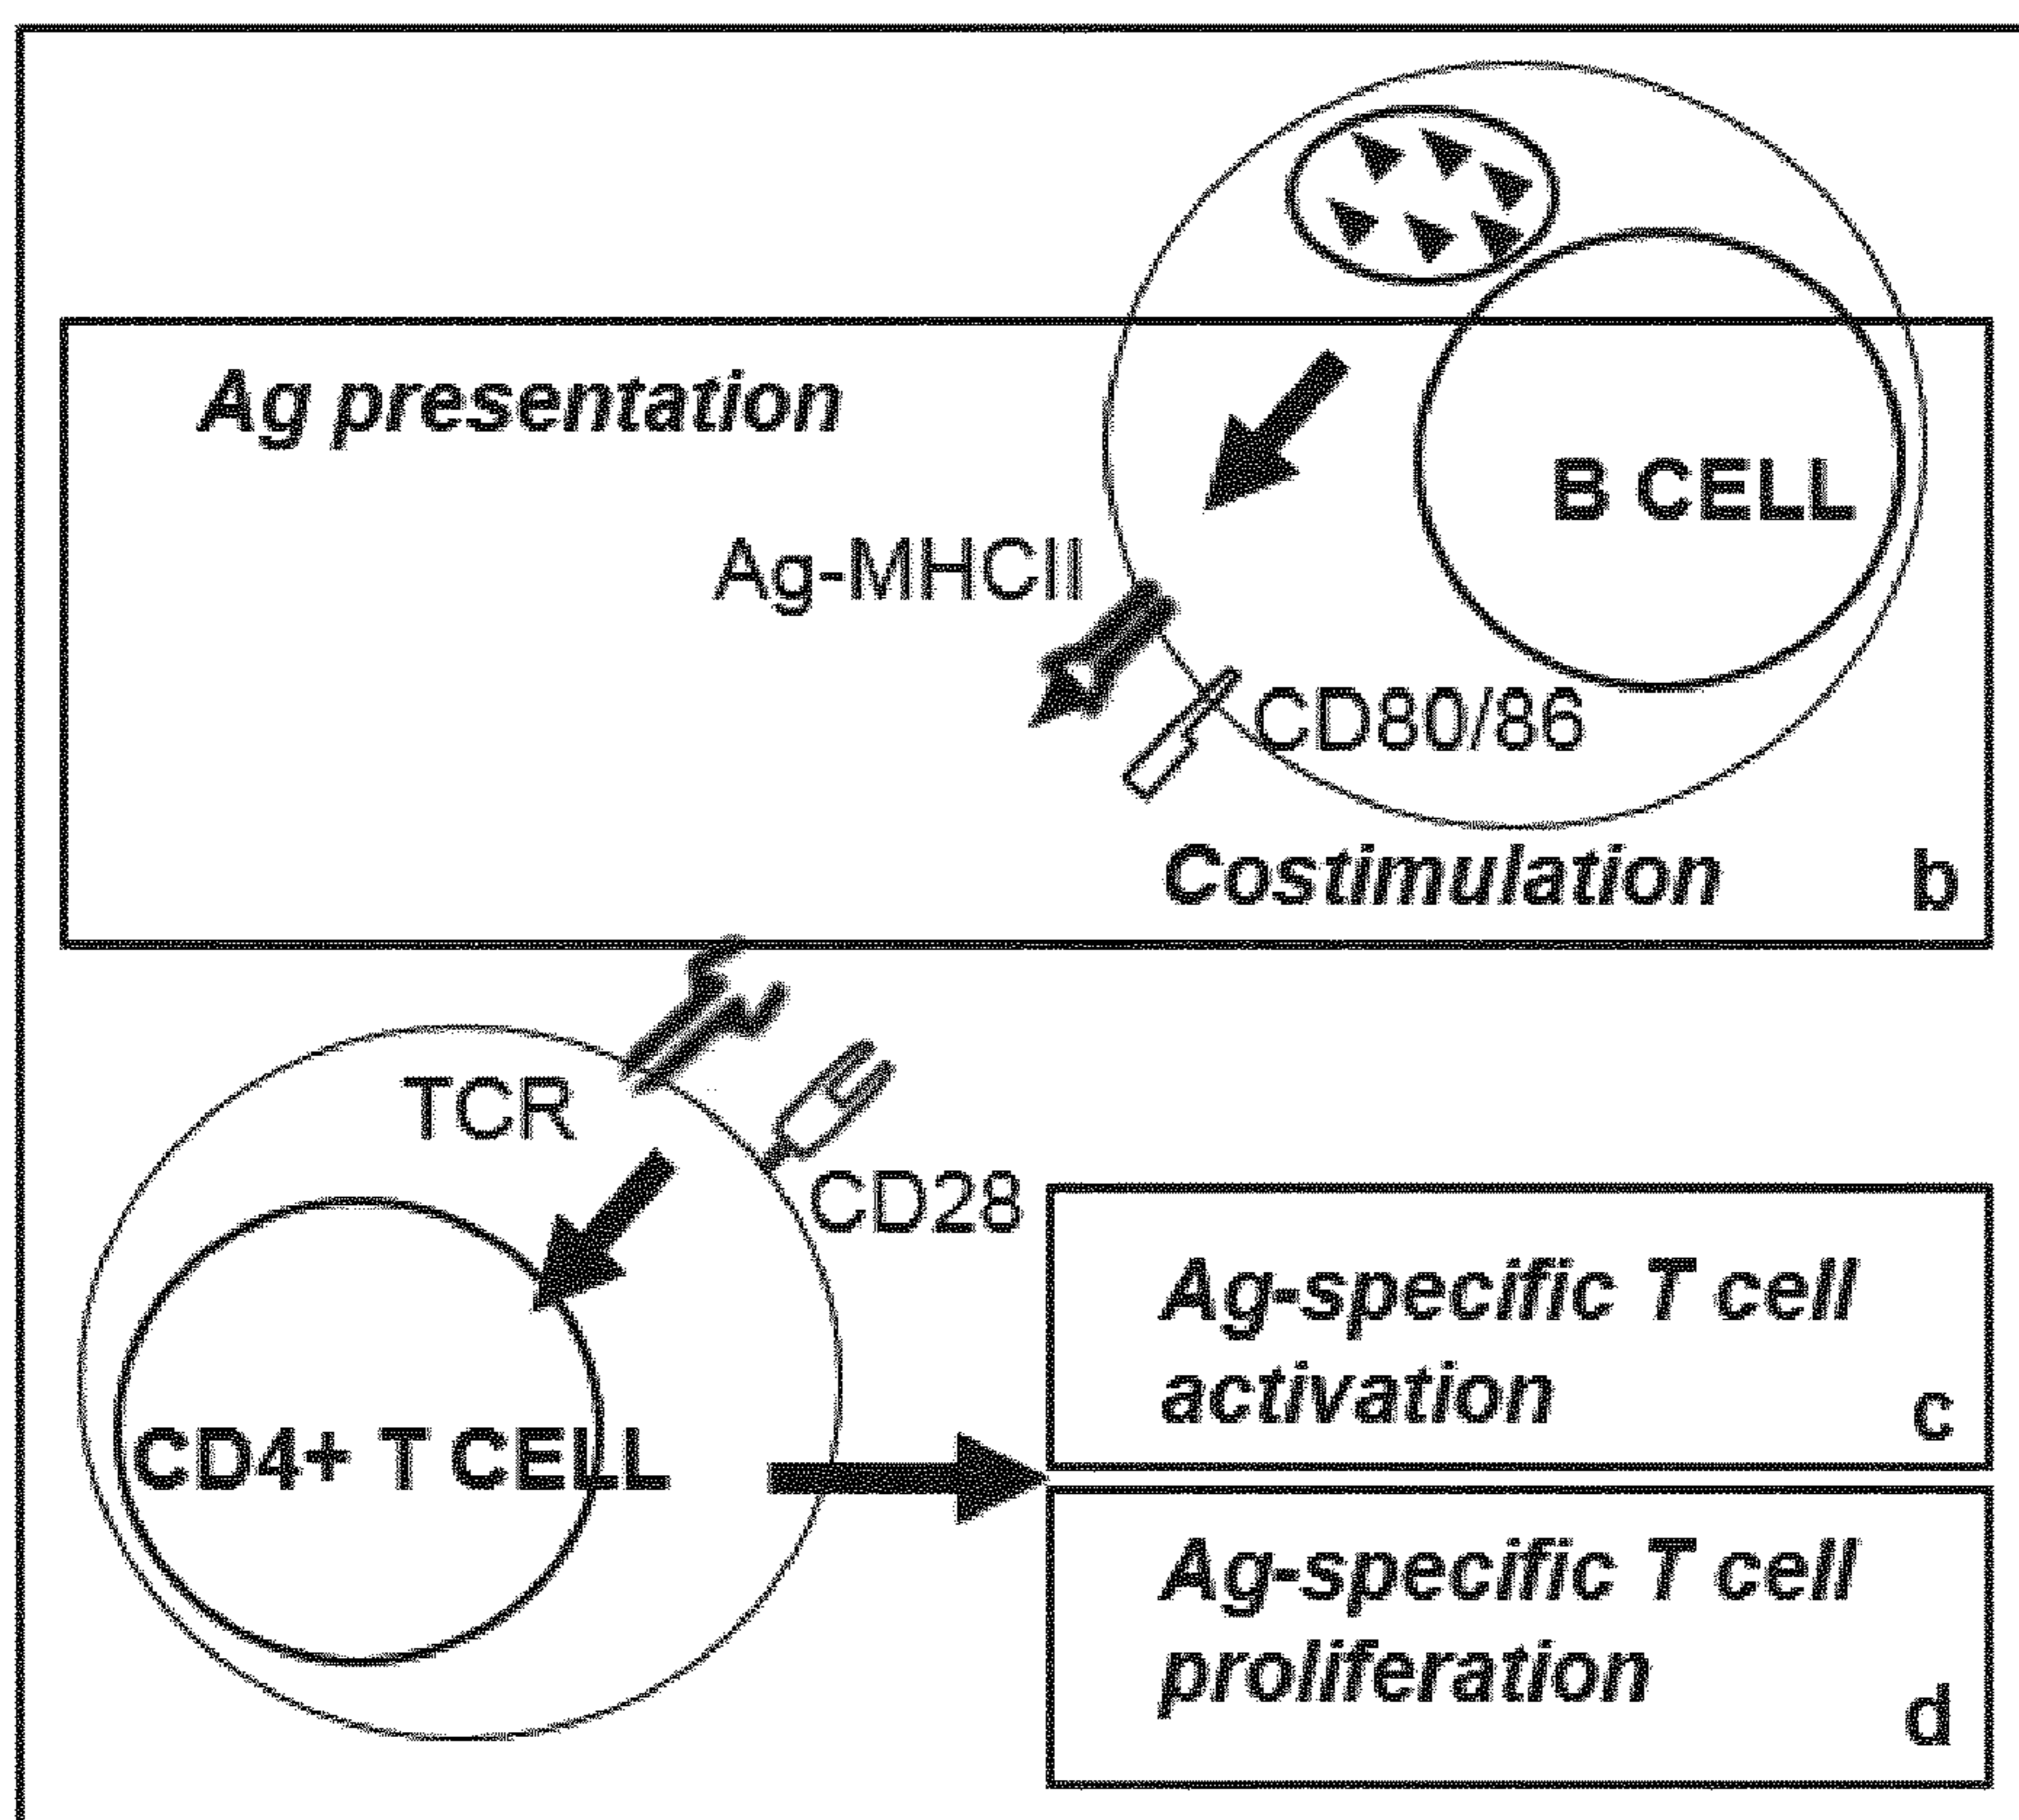 Ag presentation
B CELL
Ag-MHCII
CD80/86
Costimulation
b
TCR
CD28
CD4+ T CELL
Ag-specific T cell
activation
c
Ag-specific T cell
proliferation
d